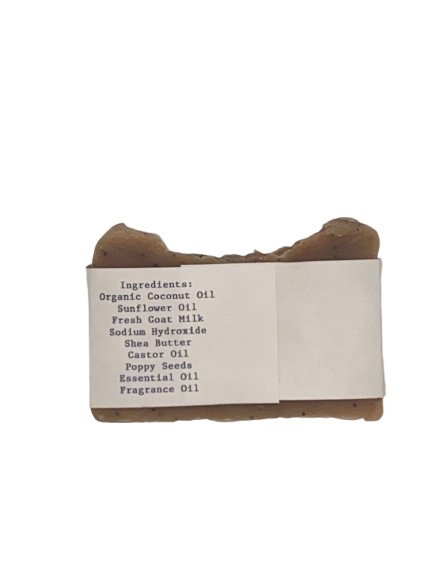 Ingredients:
Organic Coconut Oil
Sunflower Oil
Fresh Goat Milk
Sodium Hydroxide
Shea Butter
Castor Oil
Poppy Seeds
Essential Oil
Fragrance Oil